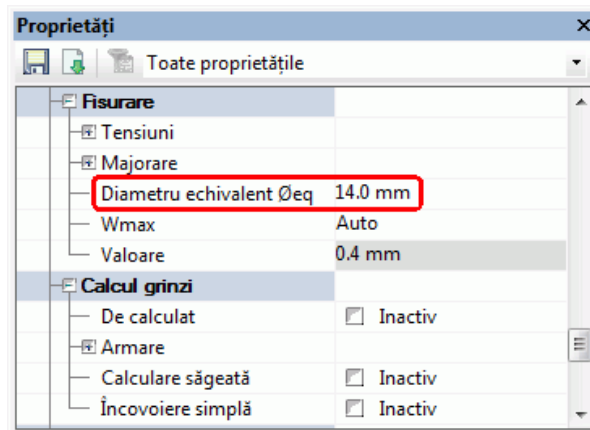 Proprietăți
Toate proprietățile
Fisurare
Tensiuni
Majorare
Diametru echivalent Øeq 14.0 mm
Wmax Auto
Valoare 0.4 mm
Calcul grinzi
De calculat Inactiv
Armare
Calculare săgeată Inactiv
Încovoiere simplă Inactiv